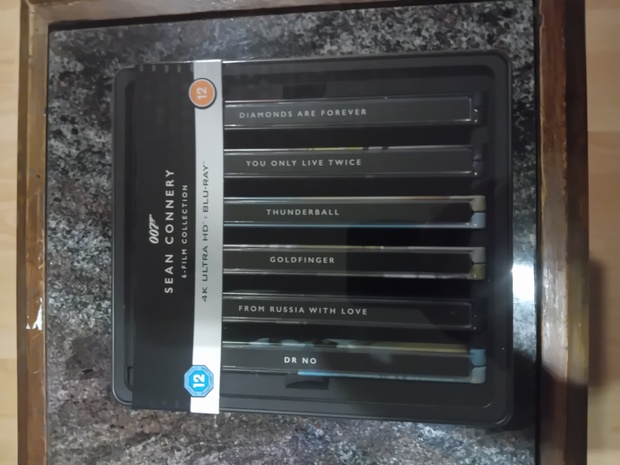 007
SEAN CONNERY
6-FILM COLLECTION
4K ULTRA HD · BLU-RAY
12
12
DIAMONDS ARE FOREVER
YOU ONLY LIVE TWICE
THUNDERBALL
GOLDFINGER
FROM RUSSIA WITH LOVE
DR NO